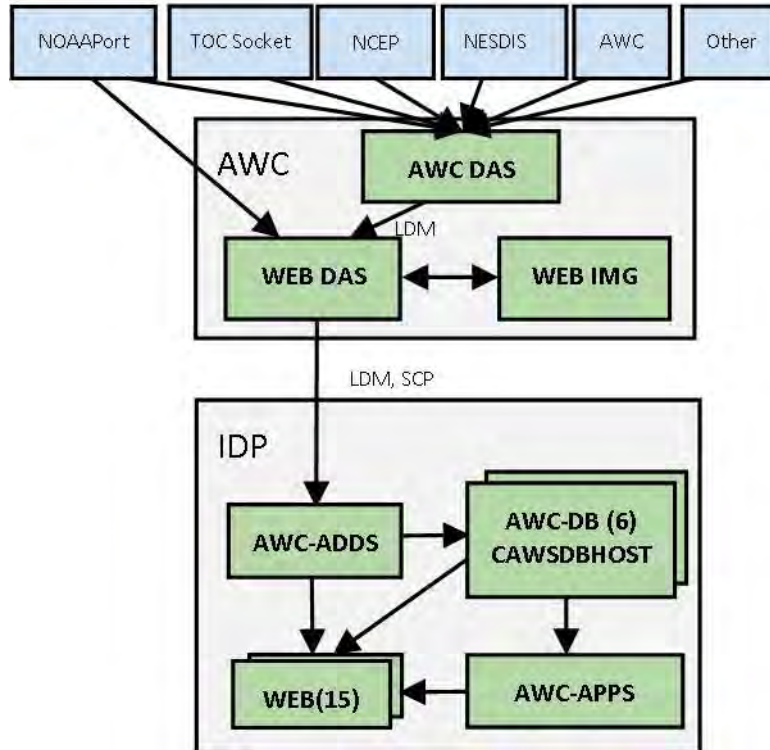 NOAAPort
TOC Socket
NCEP
NESDIS
AWC
Other
AWC
AWC DAS
LDM
WEB DAS
WEB IMG
LDM, SCP
IDP
AWC-ADDS
AWC-DB (6)
CAWSDBHOST
WEB(15)
AWC-APPS